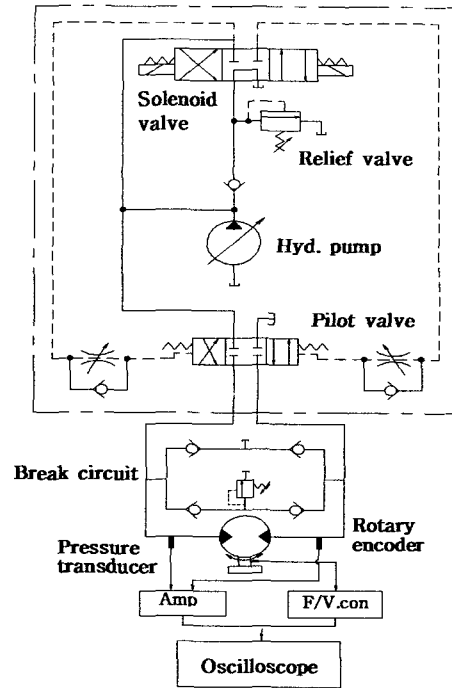 Solenoid
valve
Relief valve
Hyd. pump
Pilot valve
Break circuit
Pressure
transducer
Rotary
encoder
Amp
F/V.con
Oscilloscope